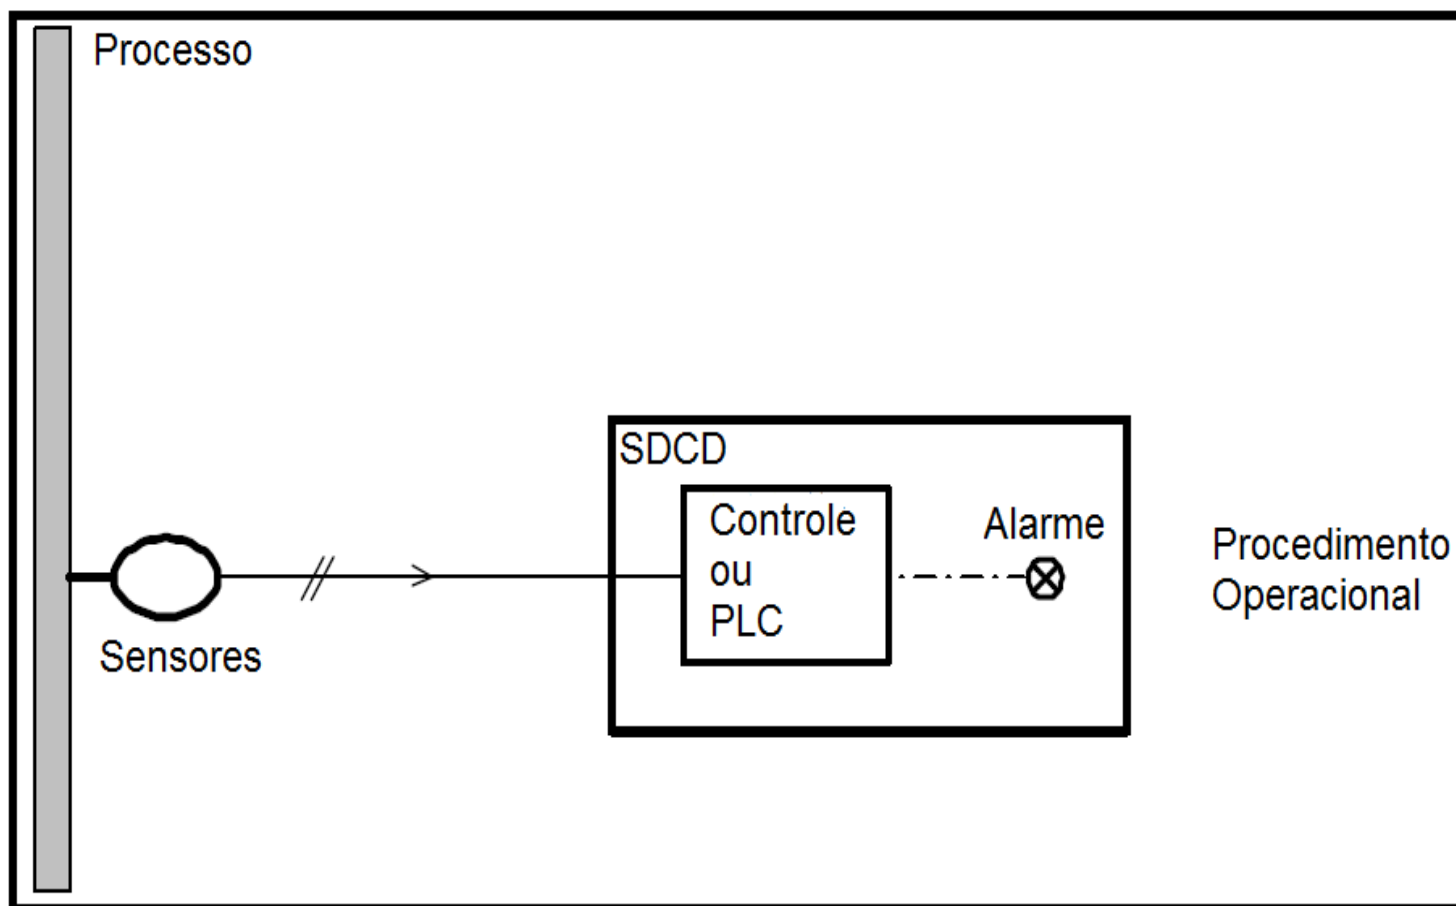 Processo
SDCD
Controle
ou
PLC
Alarme
Procedimento
Operacional
Sensores